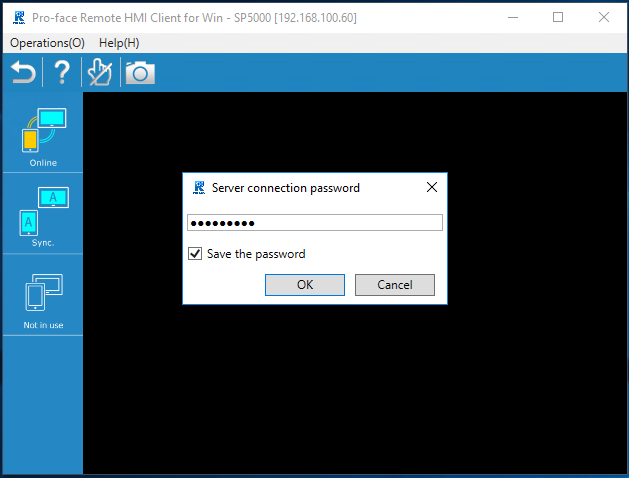 Pro-face Remote HMI Client for Win - SP5000 [192.168.100.60]
Operations(O) Help(H)
?
Online
A
A
Sync.
Not in use
Server connection password
●●●●●●●●●
Save the password
OK Cancel